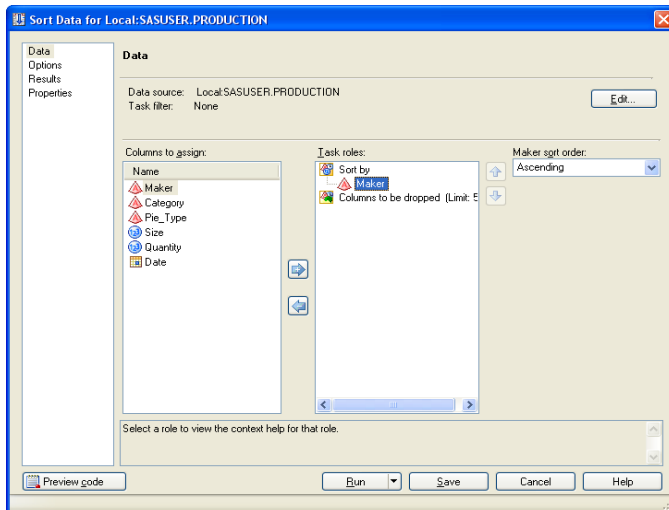 Sort Data for Local:SASUSER.PRODUCTION
Data
Options
Results
Properties
Data
Data source: Local:SASUSER.PRODUCTION
Task filter: None
Edit...
Columns to assign:
Name
Maker
Category
Pie_Type
Size
Quantity
Date
Task roles:
Sort by
Maker
Columns to be dropped (Limit: 5
Maker sort order:
Ascending
Select a role to view the context help for that role.
Preview code
Run
Save
Cancel
Help